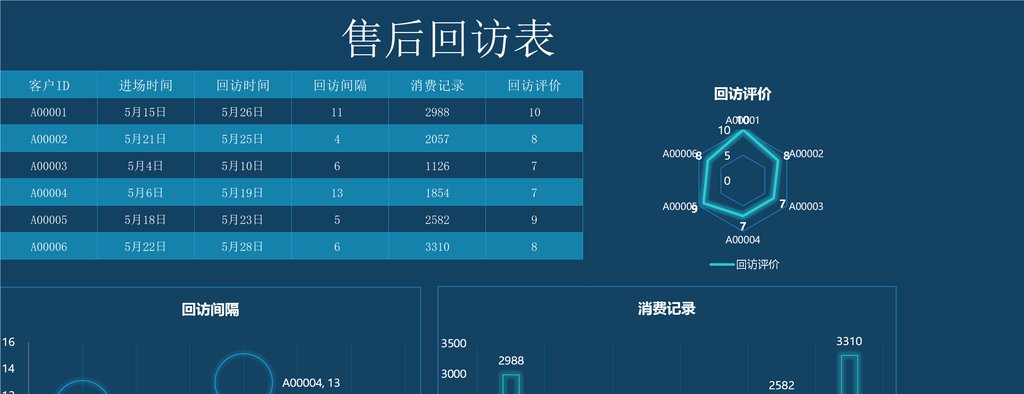 售后回访表
客户ID 进场时间 回访时间 回访间隔 消费记录 回访评价
A00001 5月15日 5月26日 11 2988 10
A00002 5月21日 5月25日 4 2057 8
A00003 5月4日 5月10日 6 1126 7
A00004 5月6日 5月19日 13 1854 7
A00005 5月18日 5月23日 5 2582 9
A00006 5月22日 5月28日 6 3310 8
回访评价
A00001 10
10
A00006 8 5 8 A00002
0
A00005 9 7 A00003
7
A00004
回访评价
回访间隔
16
14
A00004, 13
消费记录
3500
3000
2988
3310
2582